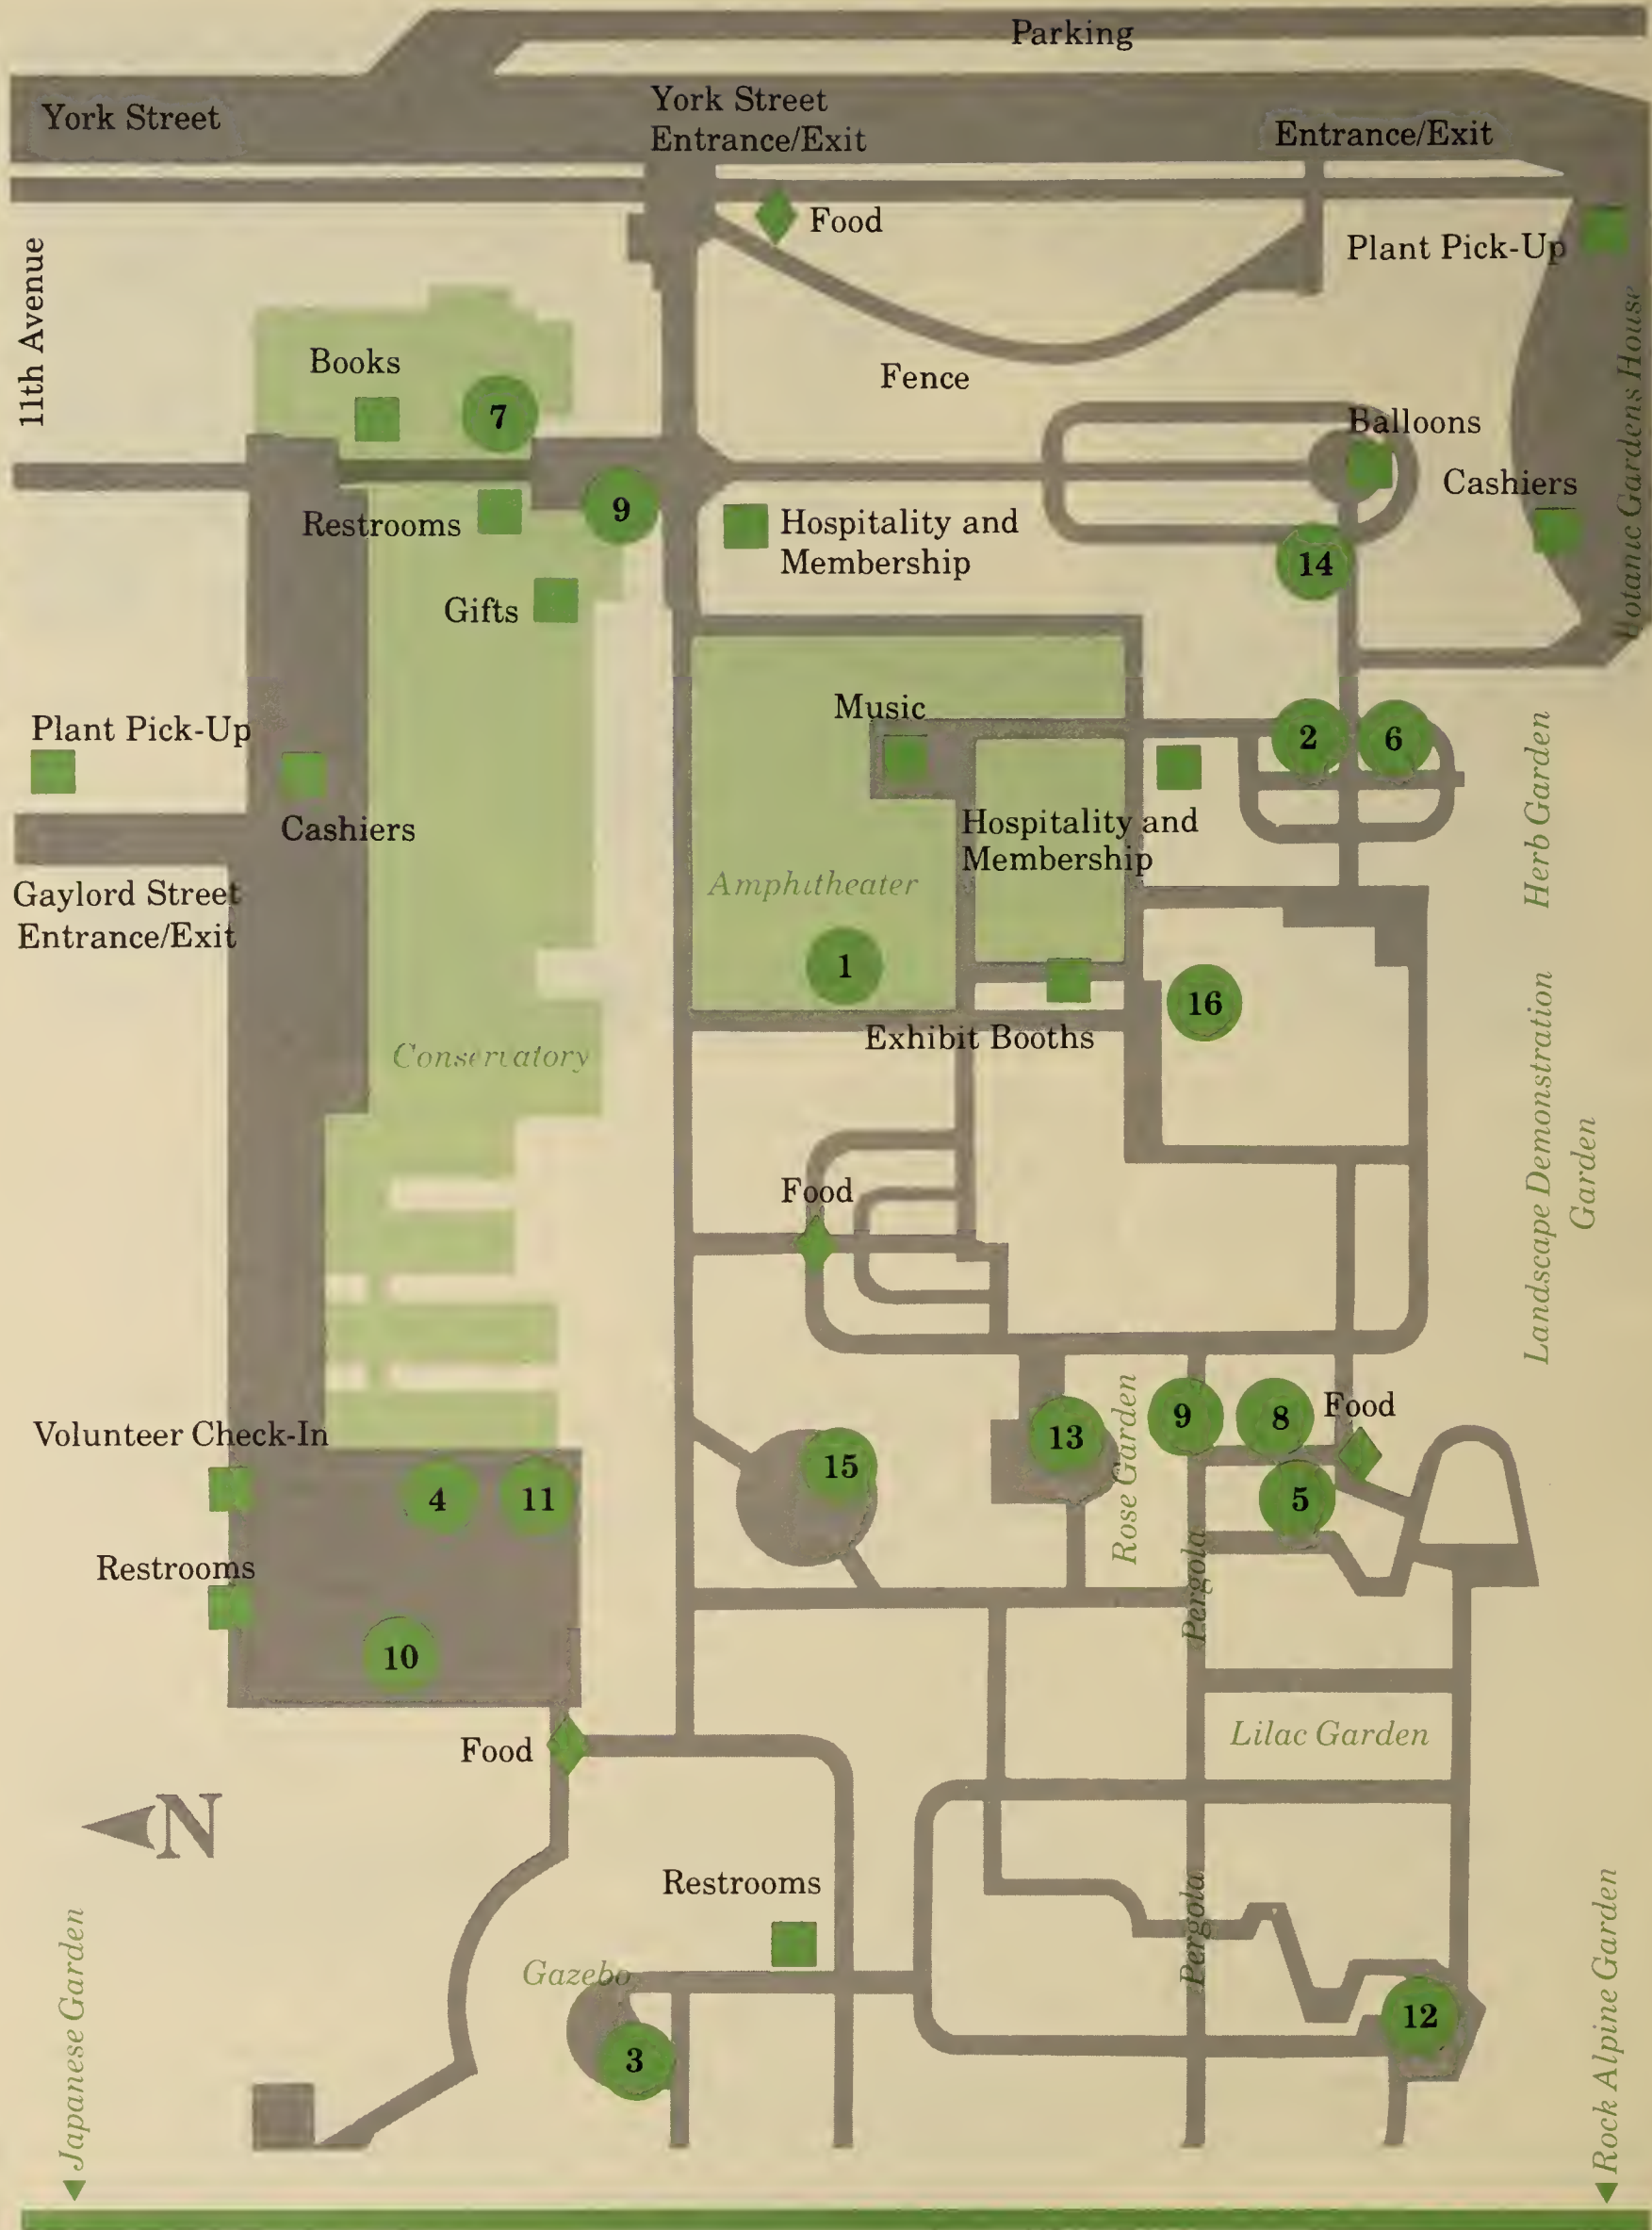 Parking
York Street
York Street
Entrance/Exit
Entrance/Exit
Food
Plant Pick-Up
11th Avenue
Botanic Gardens House
Books
7
Fence
Balloons
Cashiers
Restrooms
9
Hospitality and
Membership
14
Gifts
Music
Plant Pick-Up
2
6
Herb Garden
Cashiers
Hospitality and
Membership
Gaylord Street
Entrance/Exit
Amphitheater
1
16
Exhibit Booths
Conservatory
Landscape Demonstration
Garden
Food
Volunteer Check-In
Rose Garden
9
8
Food
13
15
4
11
5
Restrooms
Pergola
10
Food
Lilac Garden
N
Restrooms
Pergola
Gazebo
12
3
Japanese Garden
Rock Alpine Garden